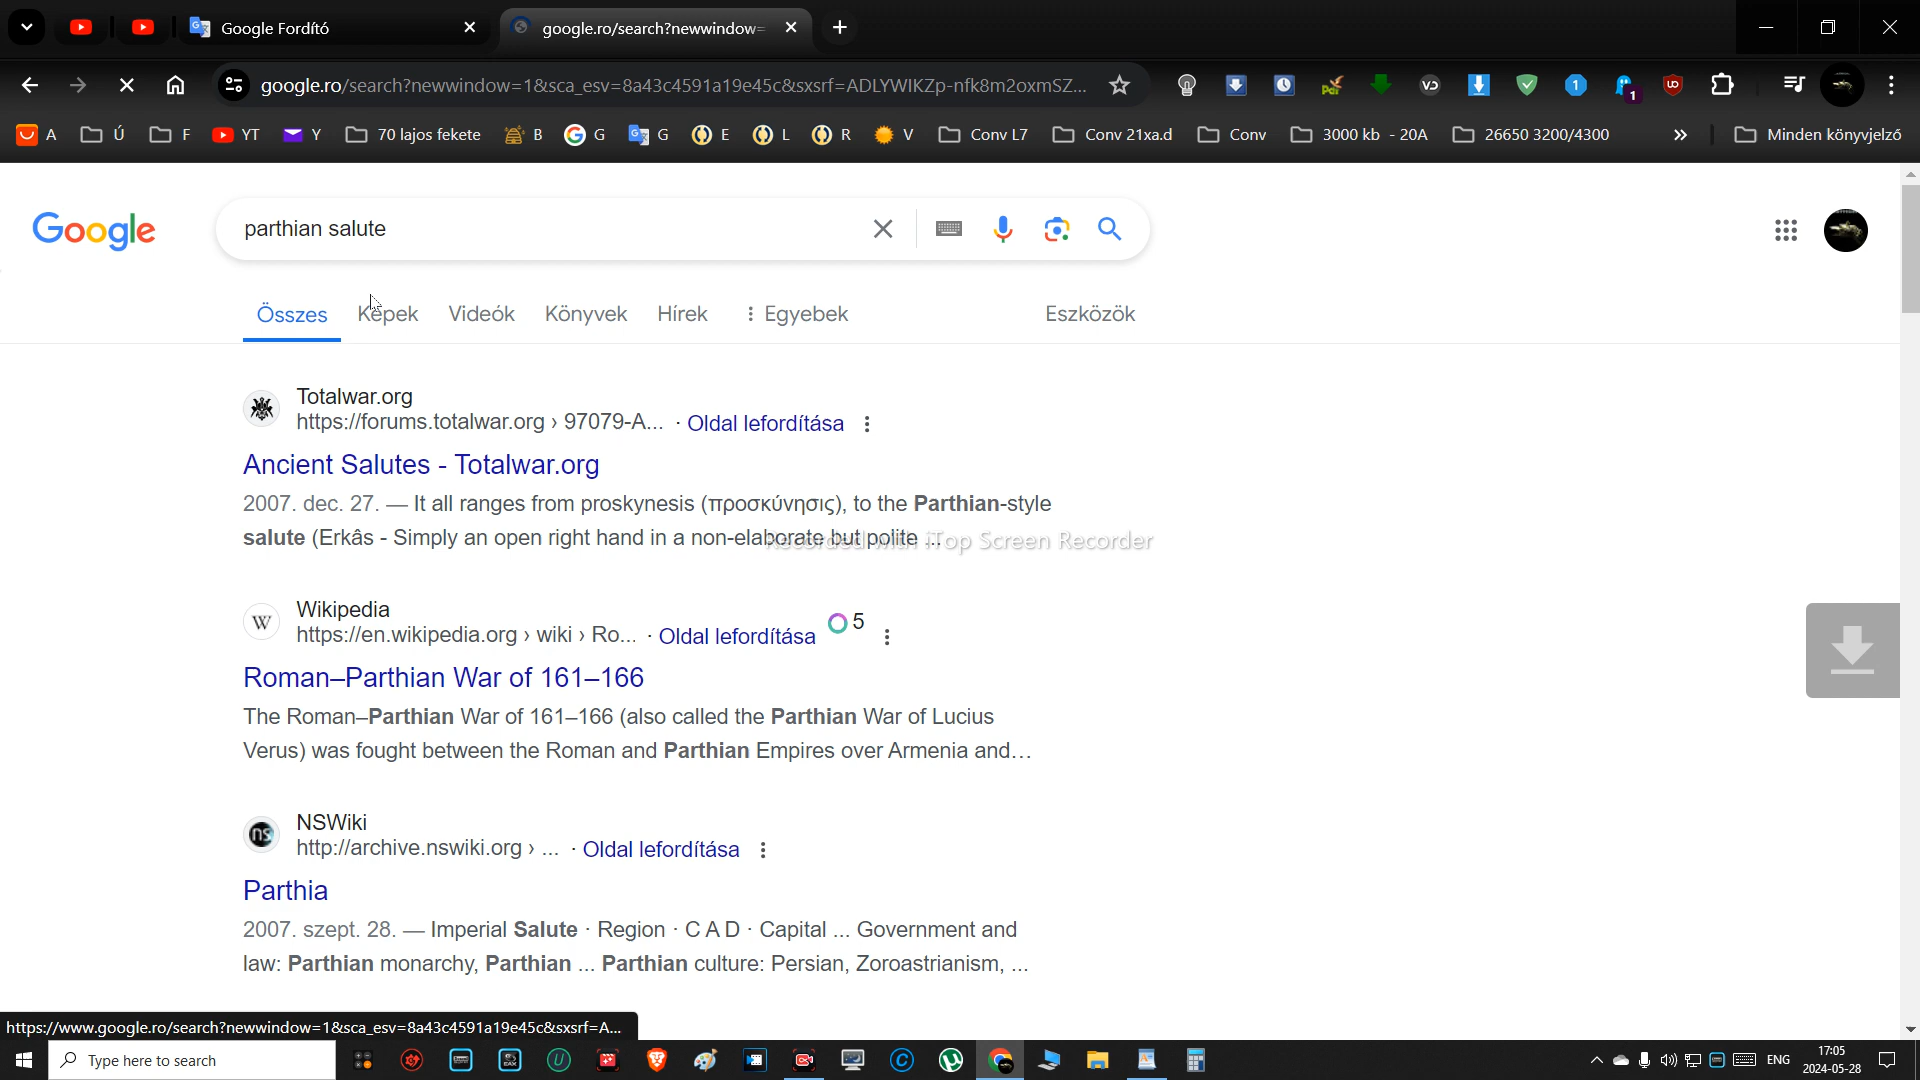 Google Fordító
google.ro/search?newwindow=
google.ro/search?newwindow=1&sca_esv=8a43c4591a19e45c&sxsrf=ADLYWIKZp-nfk8m2oxmSZ...
1
A Ú F YT Y 70 lajos fekete B G G E L R V Conv L7 Conv 21xa.d Conv 3000 kb - 20A 26650 3200/4300 » Minden könyvjelző
Google
parthian salute
Összes Képek Videók Könyvek Hírek Egyebek Eszközök
Totalwar.org
https://forums.totalwar.org › 97079-A... · Oldal lefordítása
Ancient Salutes - Totalwar.org
2007. dec. 27. — It all ranges from proskynesis (προσκύνησις), to the Parthian-style
salute (Erkâs - Simply an open right hand in a non-elaborate but polite ...
Recorded with iTop Screen Recorder
Wikipedia 5
https://en.wikipedia.org › wiki › Ro... · Oldal lefordítása
Roman–Parthian War of 161–166
The Roman–Parthian War of 161–166 (also called the Parthian War of Lucius
Verus) was fought between the Roman and Parthian Empires over Armenia and...
NSWiki
http://archive.nswiki.org › ... · Oldal lefordítása
Parthia
2007. szept. 28. — Imperial Salute · Region · C A D · Capital ... Government and
law: Parthian monarchy, Parthian ... Parthian culture: Persian, Zoroastrianism, ...
https://www.google.ro/search?newwindow=1&sca_esv=8a43c4591a19e45c&sxsrf=A...
Type here to search
ENG
17:05
2024-05-28